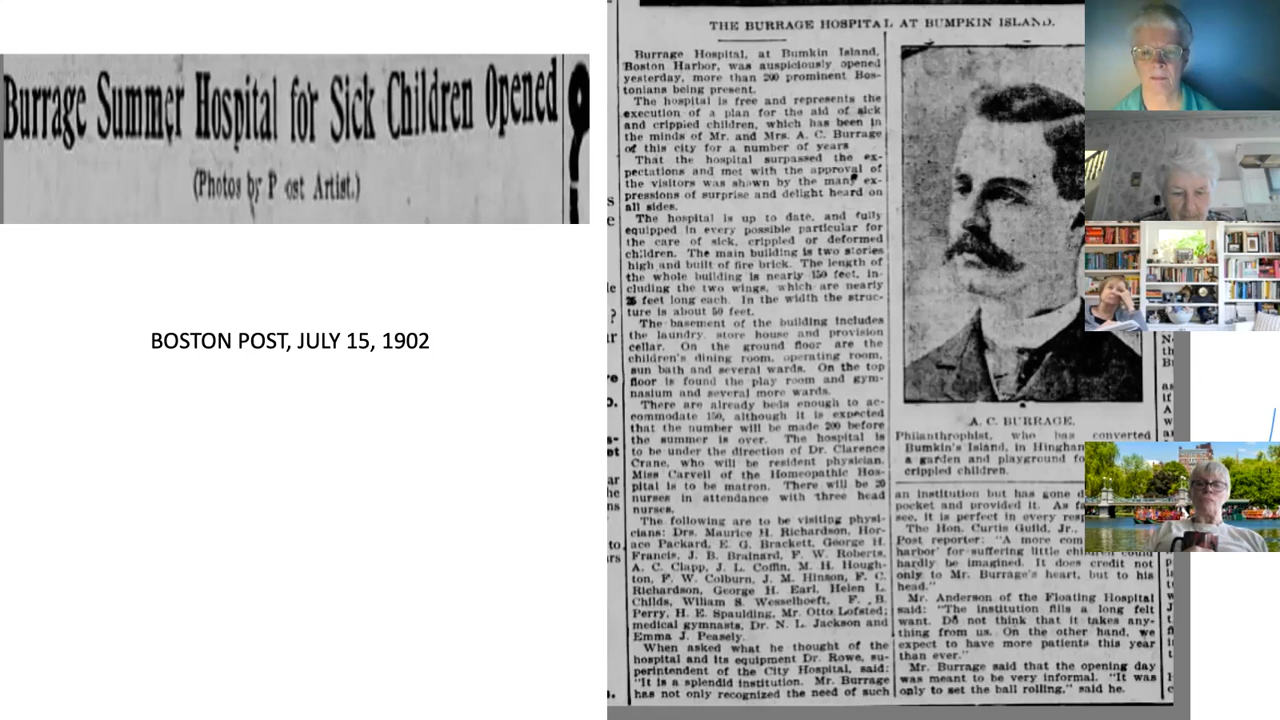 Burrage Summer Hospital for Sick Children Opened
(Photos by P ost Artist.)
BOSTON POST, JULY 15, 1902
THE BURRAGE HOSPITAL AT BUMPKIN ISLAND.
Burrage Hospital, at Bumkin Island,
Boston Harbor, was auspiciously opened
yesterday, more than 200 prominent Bos-
tonians being present.
The hospital is free and represents the
execution of a plan for the aid of sick
and crippled children, which has been in
the minds of Mr. and Mrs. A. C. Burrage
of this city for a number of years
That the hospital surpassed the ex-
pectations and met with the approval of
the visitors was shown by the many ex-
pressions of surprise and delight heard on
all sides.
The hospital is up to date, and fully
equipped in every possible particular for
the care of sick, crippled or deformed
children. The main building is two stories
high and built of fire brick. The length of
the whole building is nearly 150 feet, in-
cluding the two wings, which are nearly
feet long each. In the width the struc-
ture is about 50 feet.
The basement of the building includes
the laundry, store house and provision
cellar. On the ground floor are the
children's dining room, operating room,
sun bath and several wards. On the top
floor is found the play room and gym-
nasium and several more wards.
There are already beds enough to ac-
commodate 150, although it is expected
that the number will be made 200 before
the summer is over. The hospital is
to be under the direction of Dr. Clarence
Crane, who will be resident physician.
Miss Carvell of the Homeopathic Hos-
pital is to be matron. There will be 20
nurses in attendance with three head
nurses.
The following are to be visiting physi-
cians: Drs. Maurice H. Richardson, Hor-
ace Packard, E. G. Brackett, George H.
Francis, J. B. Brainard, F. W. Roberts,
A. C. Clapp, J. L. Coffin, M. H. Hough-
ton, F. W. Colburn, J. M. Hinson, F. C.
Richardson, George H. Earl, Helen L.
Childs, Wiliam S. Wesselhoeft, F. B.
Perry, H. E. Spaulding, Mr. Otto Lofsted;
medical gymnasts, Dr. N. L. Jackson and
Emma J. Peasely.
When asked what he thought of the
hospital and its equipment Dr. Rowe, su-
perintendent of the City Hospital, said:
"It is a splendid institution. Mr. Burrage
has not only recognized the need of such
A. C. BURRAGE,
Philanthrophist, who has converted
Bumkin's Island, in Hingham
a garden and playground fo
crippled children.
an institution but has gone d
pocket and provided it. As fa
see, it is perfect in every resp
The Hon. Curtis Guild, Jr.,
Post reporter: "A more com
harbor' for suffering little children could
hardly be imagined. It does credit not
only to Mr. Burrage's heart, but to his
head."
Mr. Anderson of the Floating Hospital
said: "The institution fills a long felt
want. Do not think that it takes any-
thing from us. On the other hand, we
expect to have more patients this year
than ever."
Mr. Burrage said that the opening day
was meant to be very informal. "It was
only to set the ball rolling," said he.